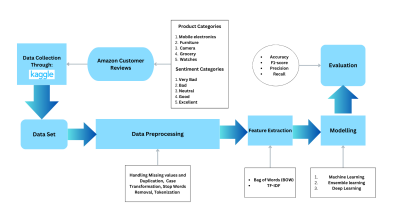 Product Categories
1. Mobile electronics
2. Furniture
3. Camera
4. Grocery
5. Watches
Sentiment Categories
1. Very Bad
2. Bad
3. Neutral
4. Good
5. Excellent
Data Collection
Through:
kaggle
Amazon Customer
Reviews
• Accuracy
• F1-score
• Precision
• Recall
Evaluation
Data Set
Data Preprocessing
Feature Extraction
Modelling
Handling Missing values and
Duplication, Case
Transformation, Stop Words
Removal, Tokenization
• Bag of Words (BOW)
• TF-IDF
1. Machine Learning
2. Ensemble learning
3. Deep Learning